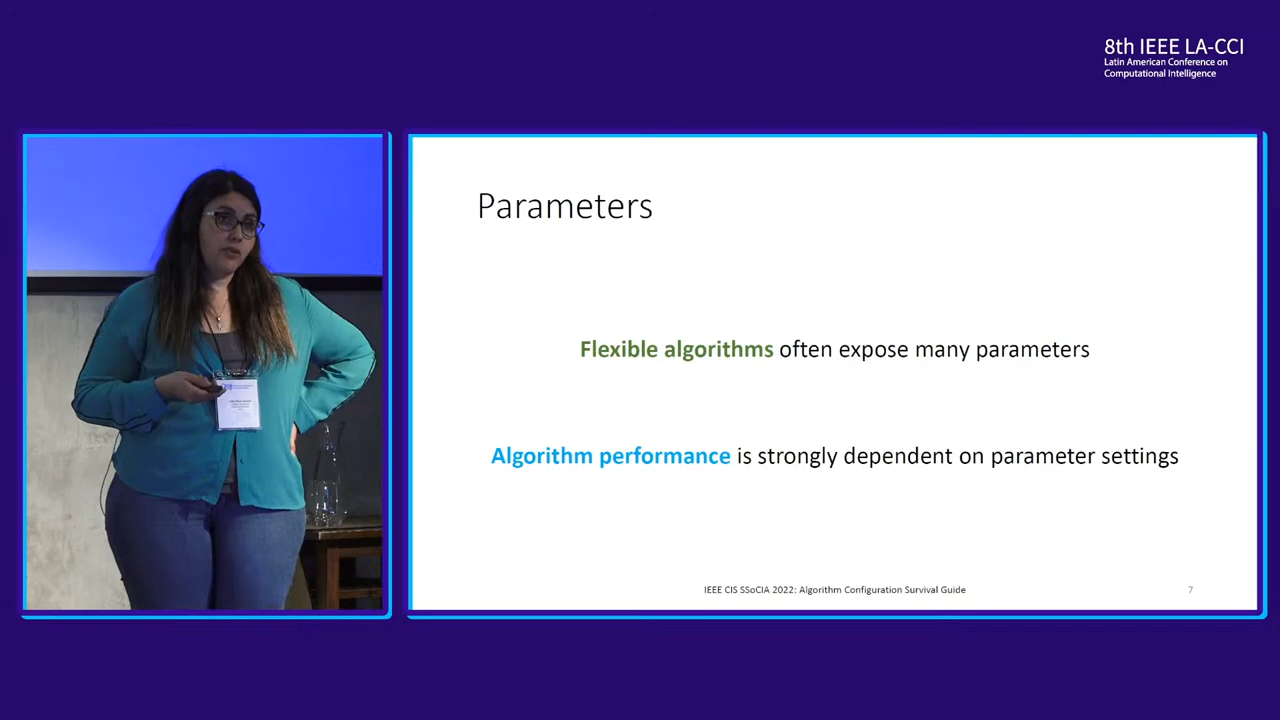 8th IEEE LA-CCI
Latin American Conference on
Computational Intelligence
Parameters
Flexible algorithms often expose many parameters
Algorithm performance is strongly dependent on parameter settings
IEEE CIS SSoCIA 2022: Algorithm Configuration Survival Guide
7